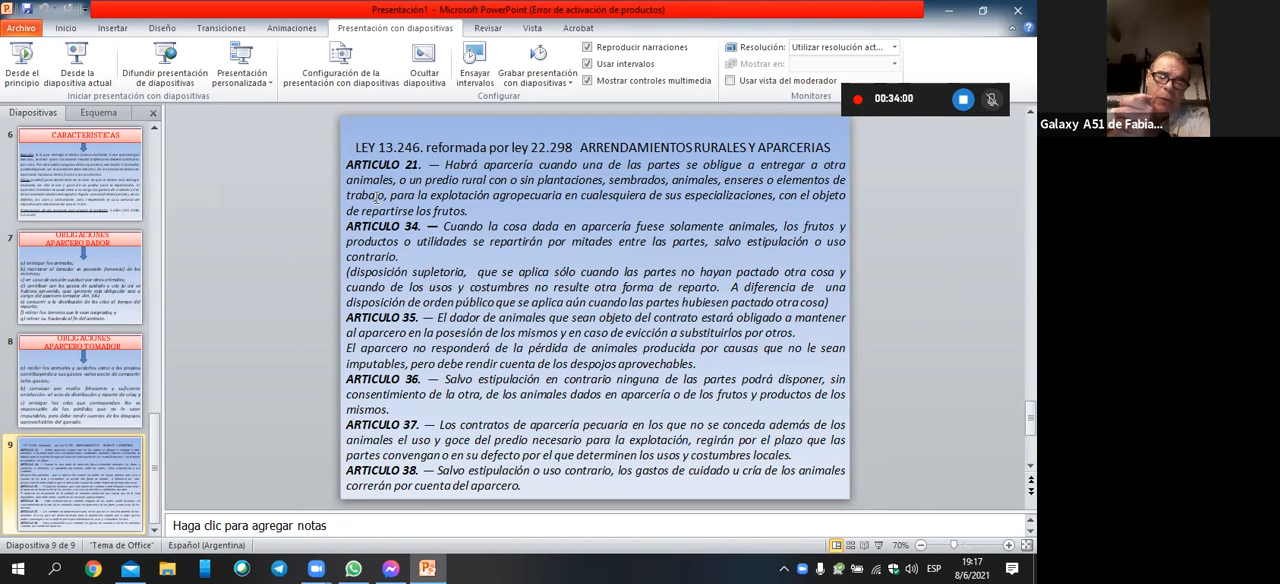 Presentación1 - Microsoft PowerPoint (Error de activación de productos)
Archivo Inicio Insertar Diseño Transiciones Animaciones Presentación con diapositivas Revisar Vista Acrobat
Desde el principio
Desde la diapositiva actual
Difundir presentación de diapositivas
Presentación personalizada
Iniciar presentación con diapositivas
Configuración de la presentación con diapositivas
Ocultar diapositiva
Ensayar intervalos
Grabar presentación con diapositivas
Reproducir narraciones
Usar intervalos
Mostrar controles multimedia
Configurar
Resolución: Utilizar resolución act...
Mostrar en:
Usar vista del moderador
Monitores
00:34:00
Galaxy A51 de Fabia...
Diapositivas Esquema
6
CARACTERISTICAS
7
OBLIGACIONES
APARCERO DADOR
8
OBLIGACIONES
APARCERO TOMADOR
9
LEY 13.246. reformada por ley 22.298 ARRENDAMIENTOS RURALES Y APARCERIAS
ARTICULO 21. — Habrá aparcería cuando una de las partes se obligue a entregar a otra
animales, o un predio rural con o sin plantaciones, sembrados, animales, enseres o elementos de
trabajo, para la explotación agropecuaria en cualesquiera de sus especializaciones, con el objeto
de repartirse los frutos.
ARTICULO 34. — Cuando la cosa dada en aparcería fuese solamente animales, los frutos y
productos o utilidades se repartirán por mitades entre las partes, salvo estipulación o uso
contrario.
(disposición supletoria, que se aplica sólo cuando las partes no hayan pactado otra cosa y
cuando de los usos y costumbres no resulte otra forma de reparto. A diferencia de una
disposición de orden público que se aplica aún cuando las partes hubiesen pactado otra cosa)
ARTICULO 35. — El dador de animales que sean objeto del contrato estará obligado a mantener
al aparcero en la posesión de los mismos y en caso de evicción a substituirlos por otros.
El aparcero no responderá de la pérdida de animales producida por causas que no le sean
imputables, pero debe rendir cuenta de los despojos aprovechables.
ARTICULO 36. — Salvo estipulación en contrario ninguna de las partes podrá disponer, sin
consentimiento de la otra, de los animales dados en aparcería o de los frutos y productos de los
mismos.
ARTICULO 37. — Los contratos de aparcería pecuaria en los que no se conceda además de los
animales el uso y goce del predio necesario para la explotación, regirán por el plazo que las
partes convengan o en su defecto por el que determinen los usos y costumbres locales.
ARTICULO 38. — Salvo estipulación o uso contrario, los gastos de cuidado y cría de los animales
correrán por cuenta del aparcero.
Haga clic para agregar notas
Diapositiva 9 de 9 "Tema de Office" Español (Argentina) 70%
ESP
19:17
8/6/2021